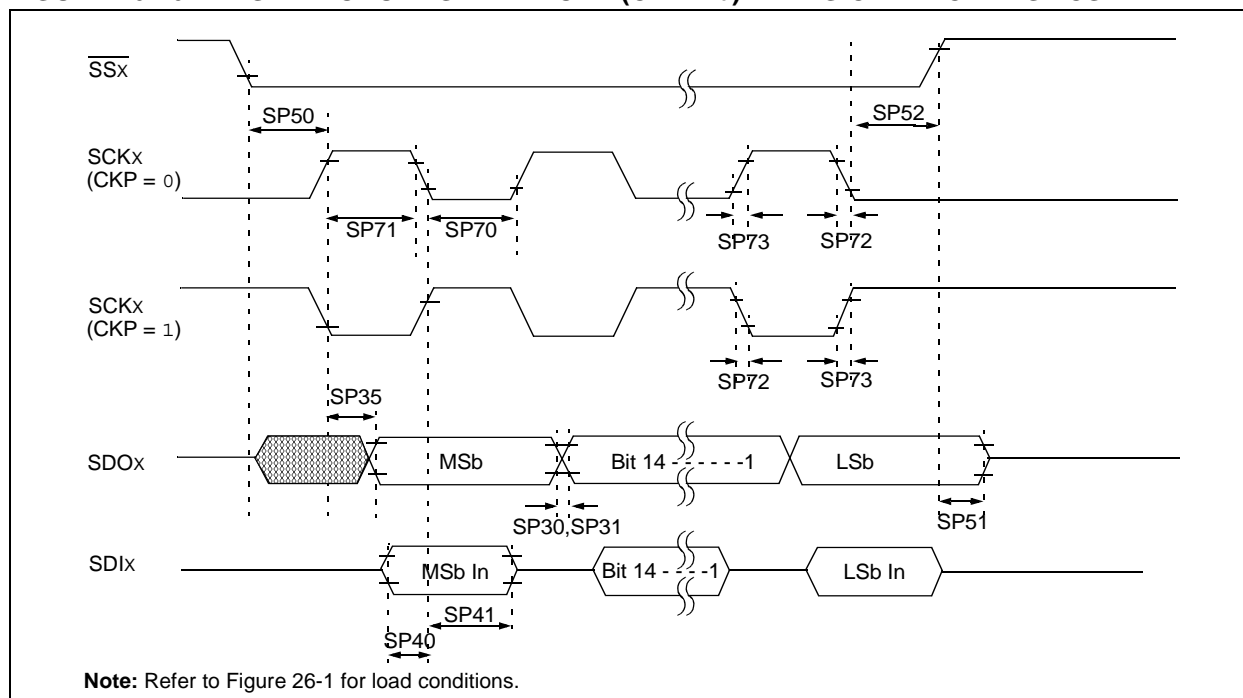 SSx
SP50
SP52
SCKx
(CKP = 0)
SP71
SP70
SP73
SP72
SCKx
(CKP = 1)
SP72
SP73
SP35
SDOx
MSb
Bit 14 - - - - - -1
LSb
SP30,SP31
SP51
SDIx
MSb In
Bit 14 - - - -1
LSb In
SP41
SP40
Note: Refer to Figure 26-1 for load conditions.